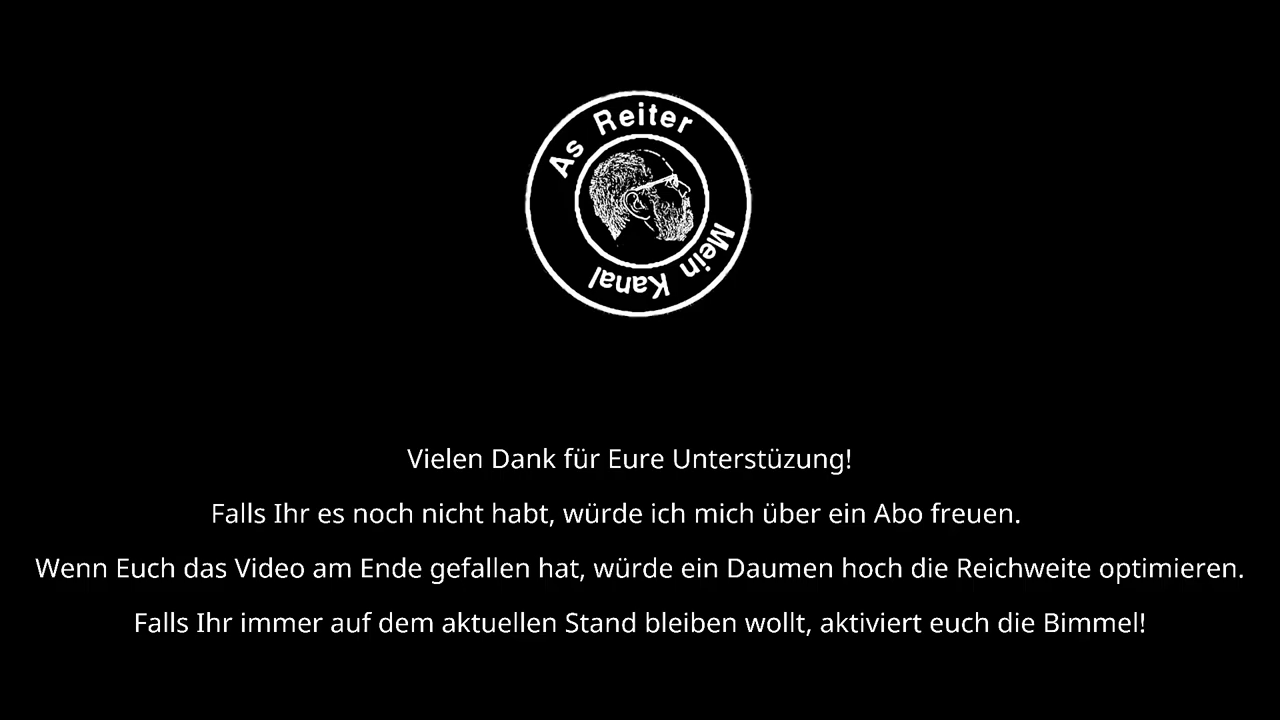 As Reiter
Mein Kanal
Vielen Dank für Eure Unterstüzung!
Falls Ihr es noch nicht habt, würde ich mich über ein Abo freuen.
Wenn Euch das Video am Ende gefallen hat, würde ein Daumen hoch die Reichweite optimieren.
Falls Ihr immer auf dem aktuellen Stand bleiben wollt, aktiviert euch die Bimmel!